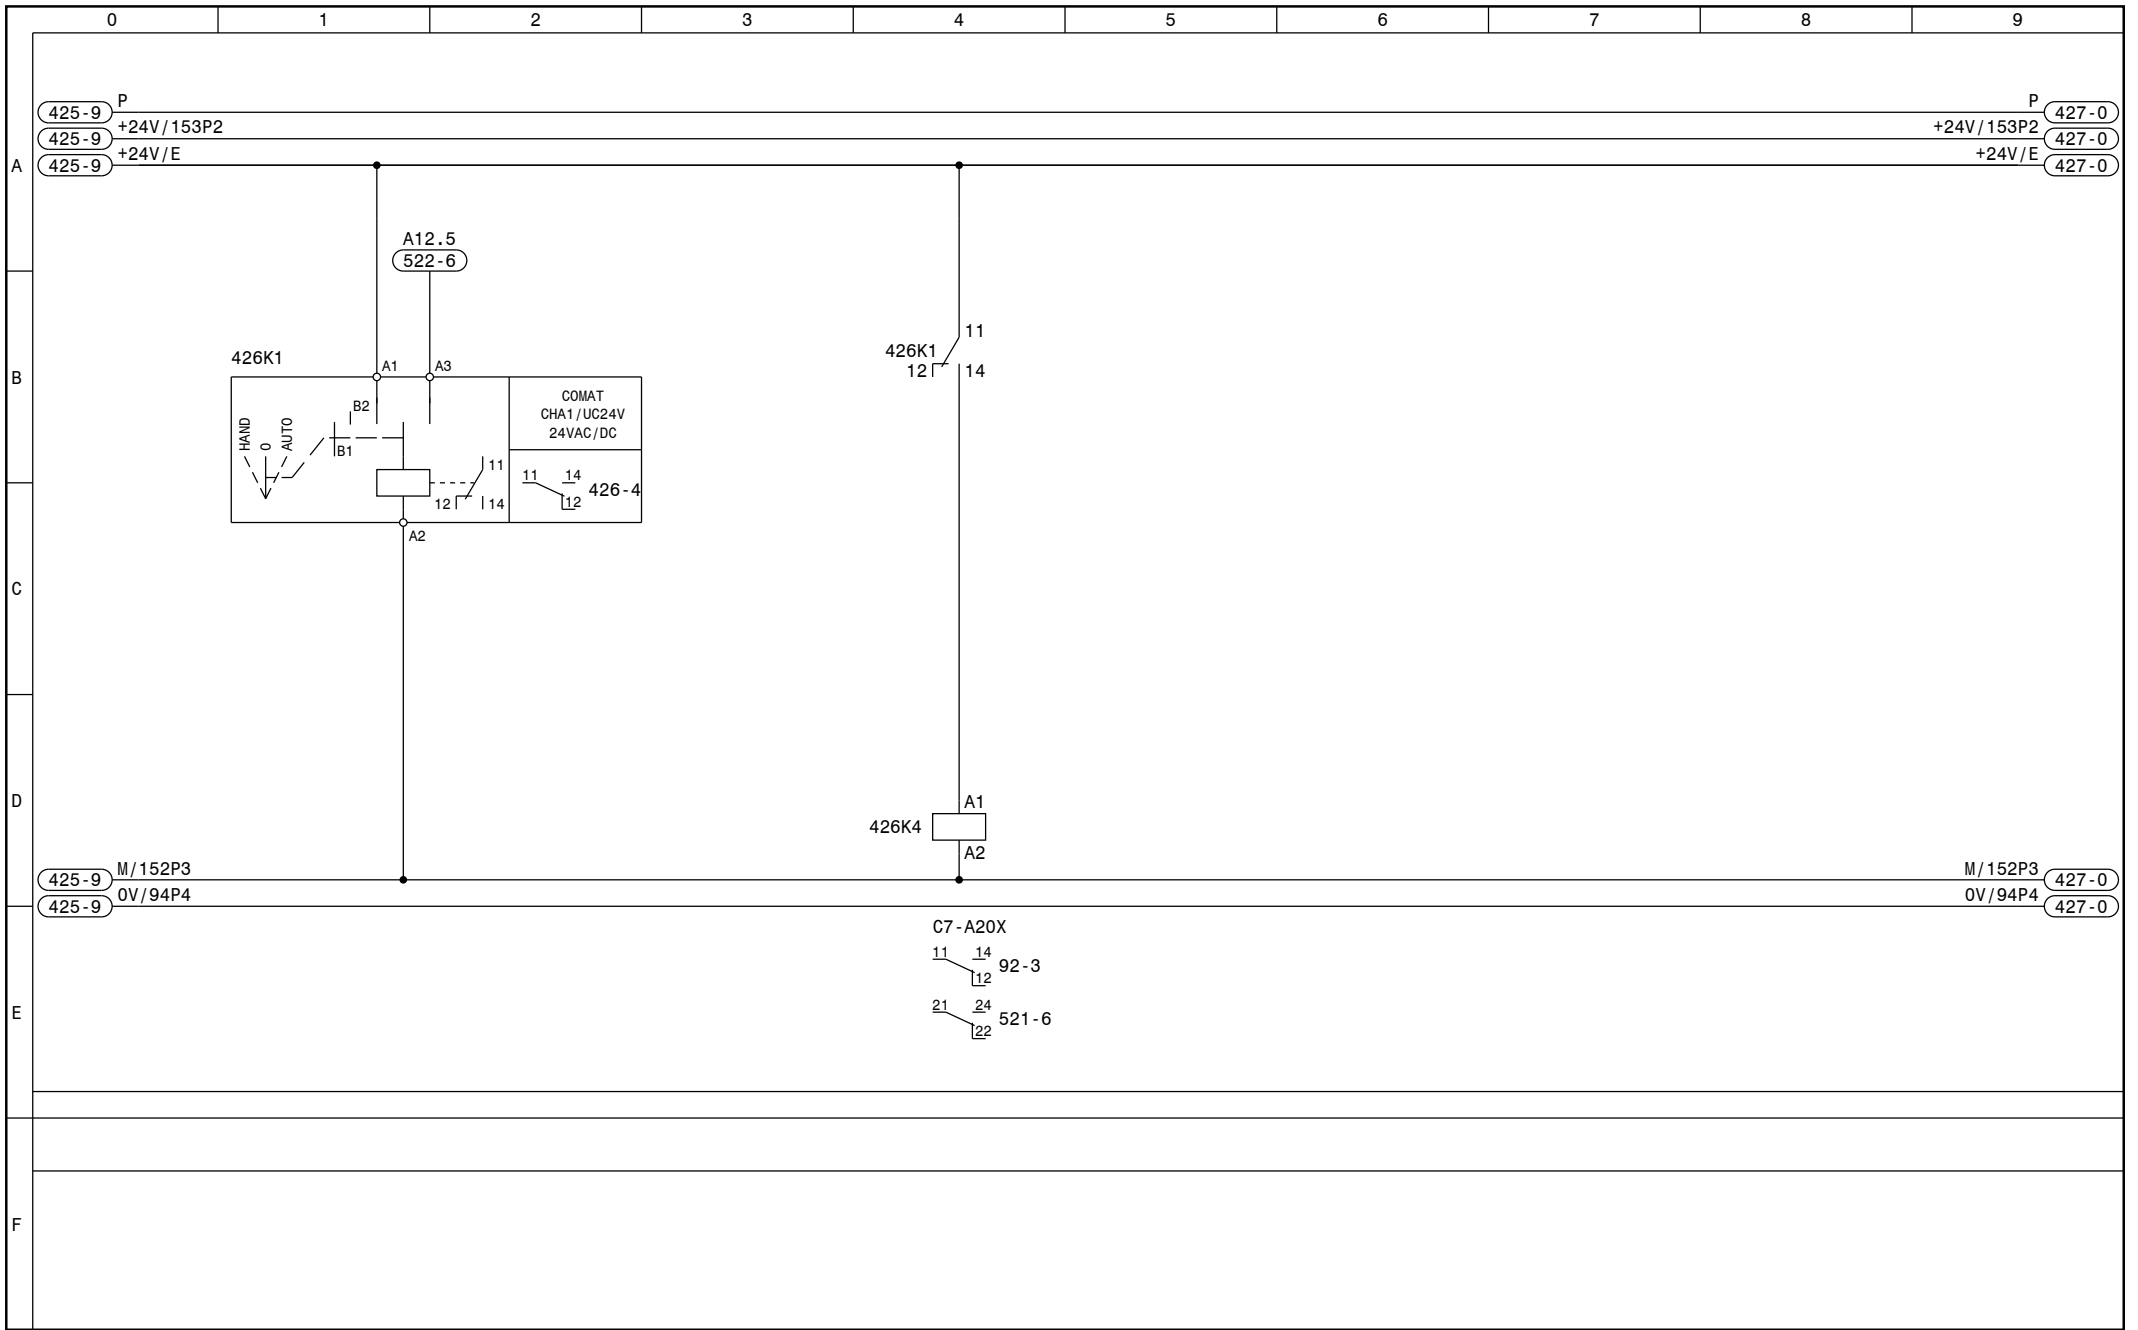 0 1 2 3 4 5 6 7 8 9
P P
425-9 427-0
+24V/153P2 +24V/153P2
425-9 427-0
+24V/E +24V/E
A 425-9 427-0
A12.5
522-6
11
426K1
426K1
12 14
A1 A3
B
COMAT
B2
CHA1/UC24V
24VAC/DC
HAND
0
AUTO
B1
11
11 14
426-4
12 14
12
A2
C
D
A1
426K4
A2
M/152P3 M/152P3
425-9 427-0
0V/94P4 0V/94P4
425-9 427-0
C7-A20X
11 14
92-3
12
21 24
E
521-6
22
F